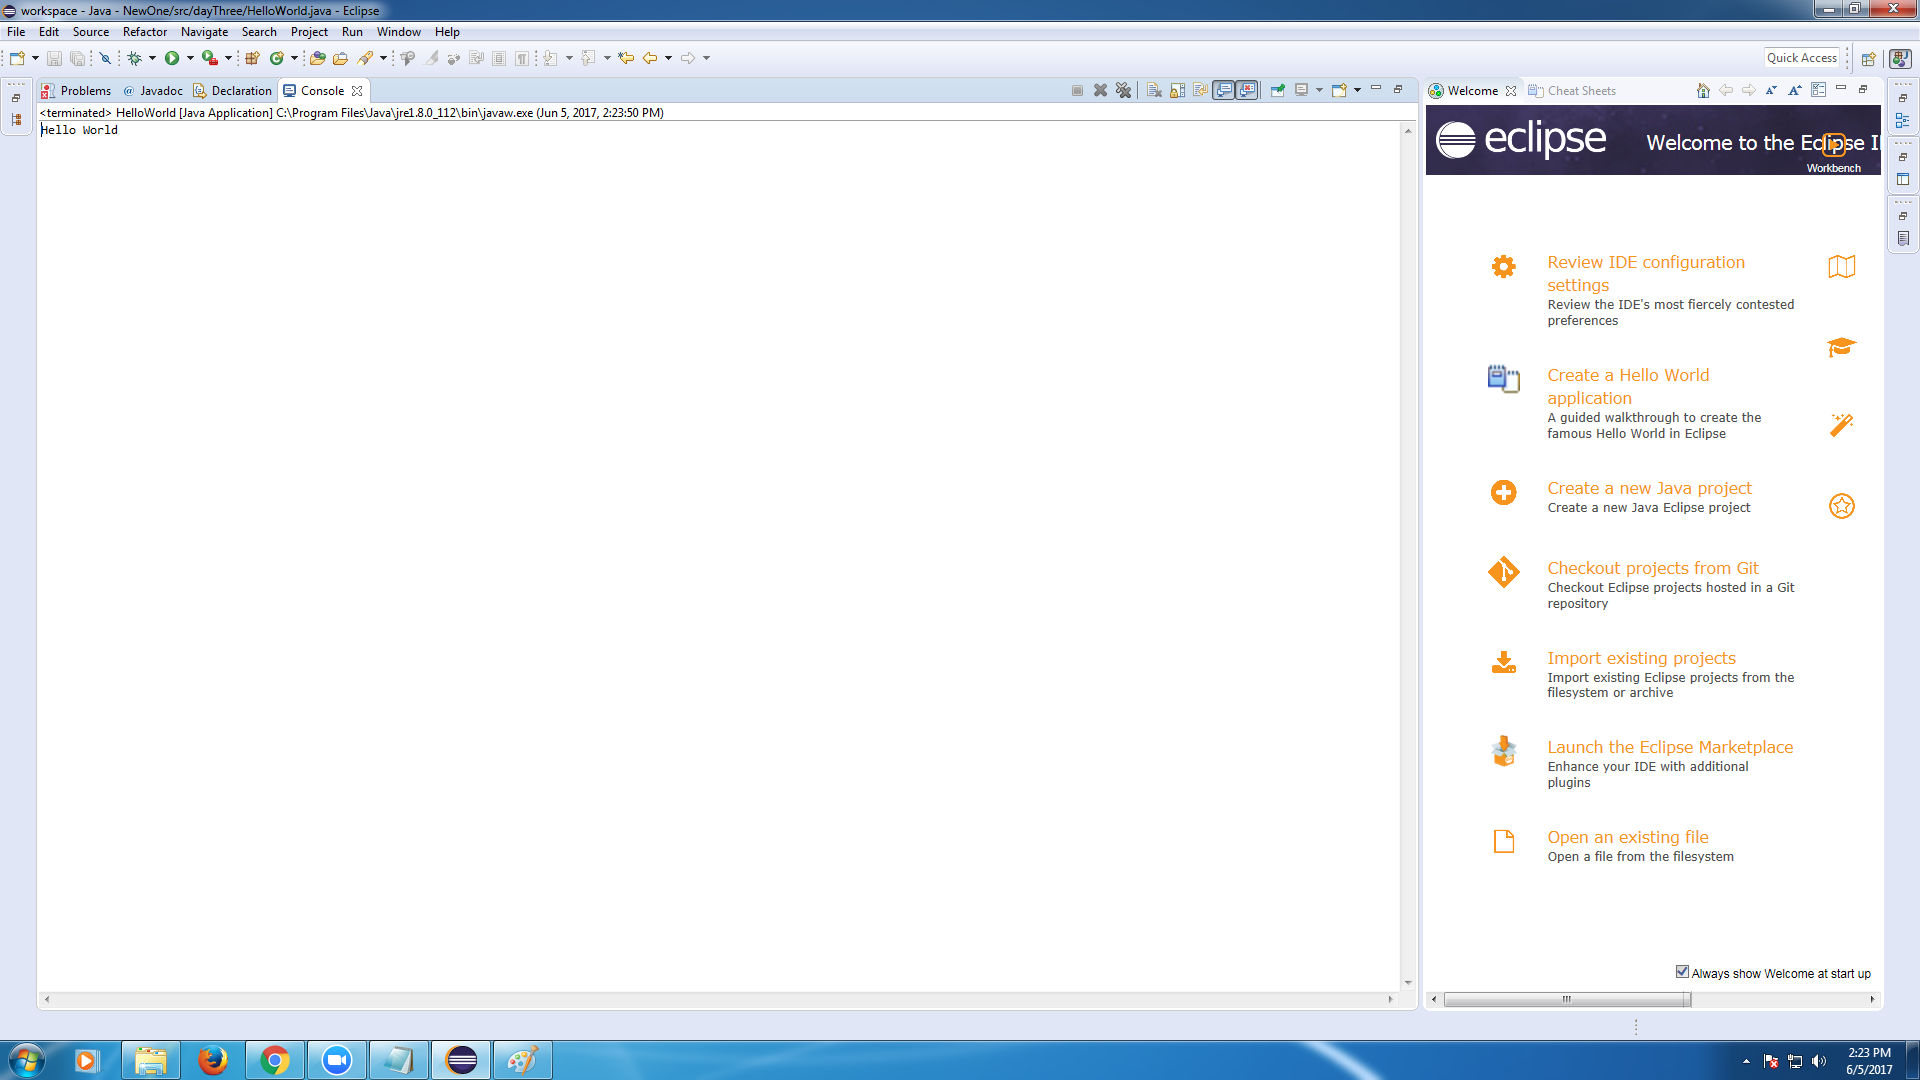 workspace - Java - NewOne/src/dayThree/HelloWorld.java - Eclipse
File Edit Source Refactor Navigate Search Project Run Window Help
Quick Access
Problems @ Javadoc Declaration Console
<terminated> HelloWorld [Java Application] C:\Program Files\Java\jre1.8.0_112\bin\javaw.exe (Jun 5, 2017, 2:23:50 PM)
Hello World
Welcome Cheat Sheets
eclipse Welcome to the Eclipse I
Workbench
Review IDE configuration
settings
Review the IDE's most fiercely contested
preferences
Create a Hello World
application
A guided walkthrough to create the
famous Hello World in Eclipse
Create a new Java project
Create a new Java Eclipse project
Checkout projects from Git
Checkout Eclipse projects hosted in a Git
repository
Import existing projects
Import existing Eclipse projects from the
filesystem or archive
Launch the Eclipse Marketplace
Enhance your IDE with additional
plugins
Open an existing file
Open a file from the filesystem
Always show Welcome at start up
2:23 PM
6/5/2017